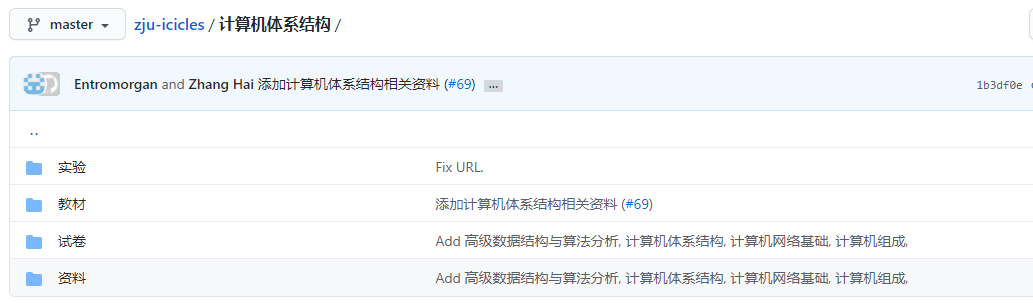 master zju-icicles / 计算机体系结构 /
Entromorgan and Zhang Hai 添加计算机体系结构相关资料 (#69) ... 1b3df0e
..
实验 Fix URL.
教材 添加计算机体系结构相关资料 (#69)
试卷 Add 高级数据结构与算法分析, 计算机体系结构, 计算机网络基础, 计算机组成,
资料 Add 高级数据结构与算法分析, 计算机体系结构, 计算机网络基础, 计算机组成,